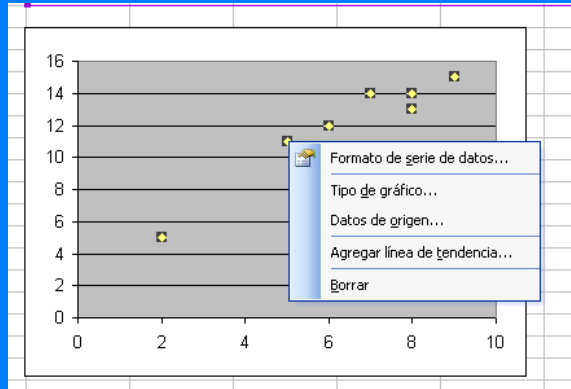 16
14
12
10
8
6
4
2
0
0 2 4 6 8 10
Formato de serie de datos...
Tipo de gráfico...
Datos de origen...
Agregar línea de tendencia...
Borrar